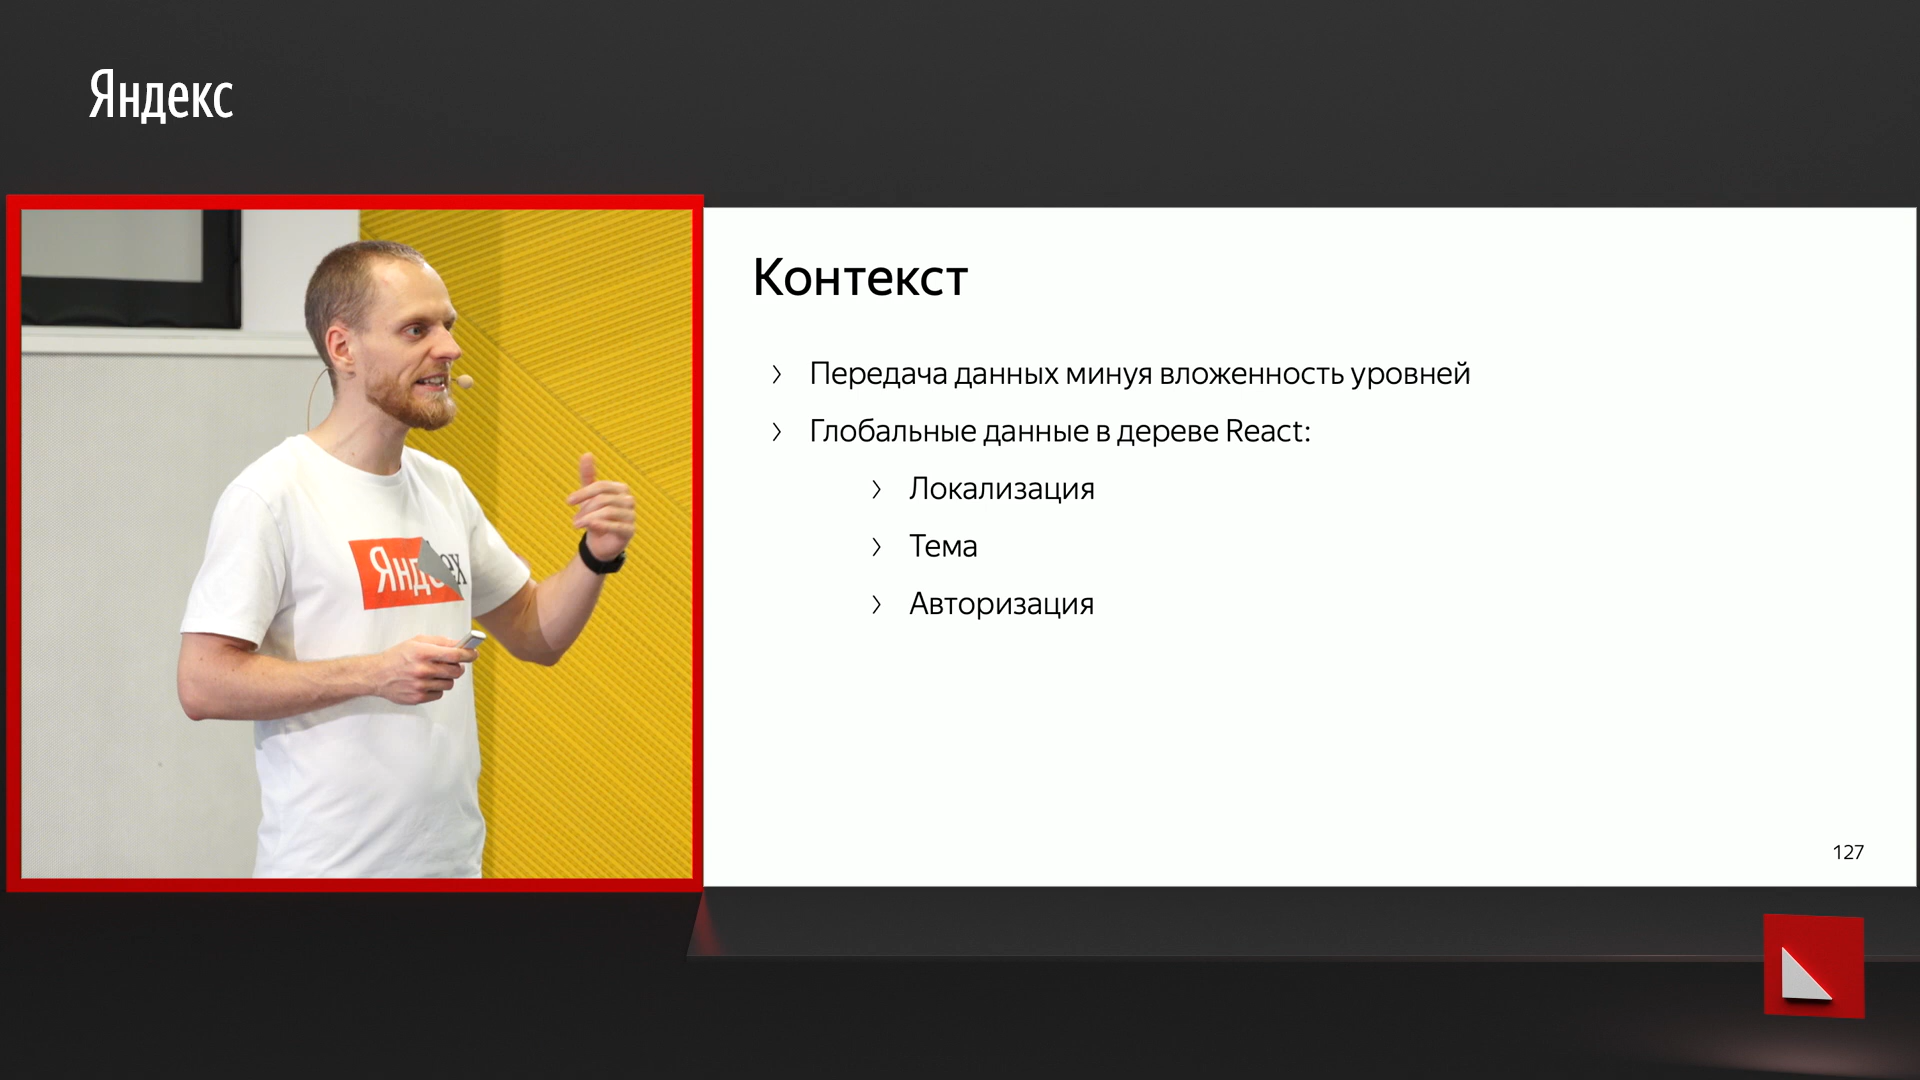 Яндекс
Контекст
› Передача данных минуя вложенность уровней
› Глобальные данные в дереве React:
› Локализация
› Тема
› Авторизация
127